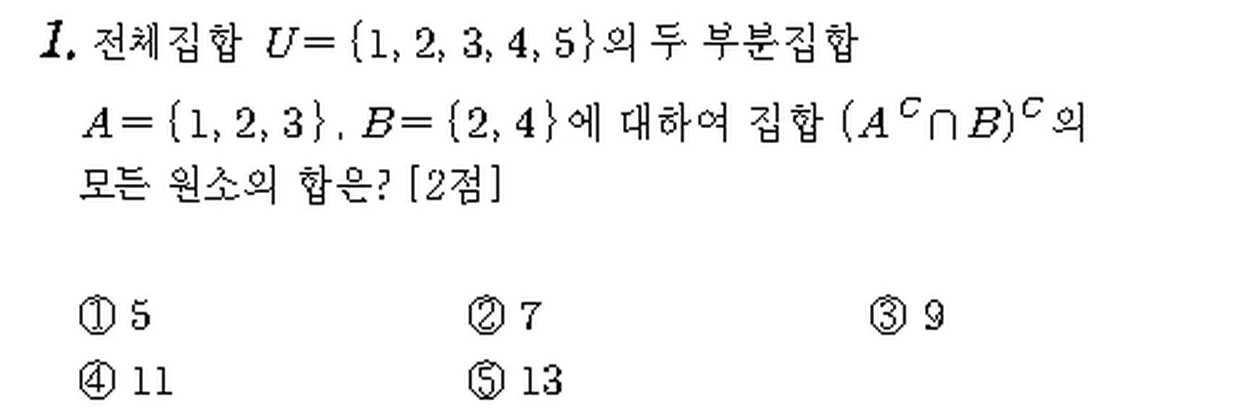 1. 전체집합 U={1, 2, 3, 4, 5}의 두 부분집합
A={1, 2, 3}, B={2, 4}에 대하여 집합 (A^C∩B)^C의
모든 원소의 합은? [2점]
① 5 ② 7 ③ 9
④ 11 ⑤ 13